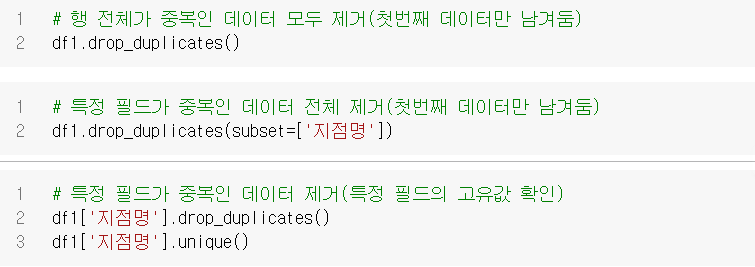 1 # 행 전체가 중복인 데이터 모두 제거(첫번째 데이터만 남겨둠)
2 df1.drop_duplicates()
1 # 특정 필드가 중복인 데이터 전체 제거(첫번째 데이터만 남겨둠)
2 df1.drop_duplicates(subset=['지점명'])
1 # 특정 필드가 중복인 데이터 제거(특정 필드의 고유값 확인)
2 df1['지점명'].drop_duplicates()
3 df1['지점명'].unique()